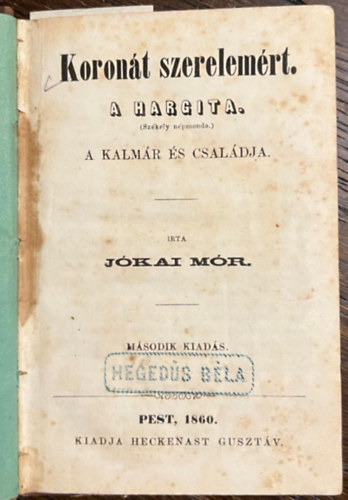 Koronát szerelemért.
A HARGITA.
(Székely népmonda.)
A KALMÁR ÉS CSALÁDJA.
IRTA
JÓKAI MÓR.
MÁSODIK KIADÁS.
HEGEDÜS BÉLA
PEST, 1860.
KIADJA HECKENAST GUSZTÁV.